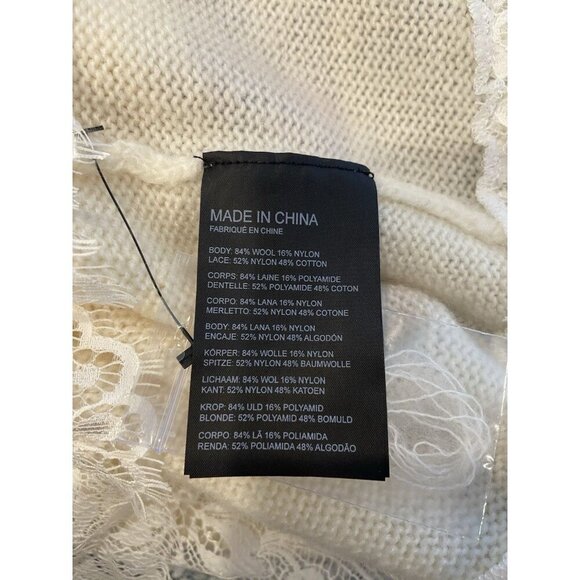 MADE IN CHINA
FABRIQUÉ EN CHINE
BODY: 84% WOOL 16% NYLON
LACE: 52% NYLON 48% COTTON
CORPS: 84% LAINE 16% POLYAMIDE
DENTELLE: 52% POLYAMIDE 48% COTON
CORPO: 84% LANA 16% NYLON
MERLETTO: 52% NYLON 48% COTONE
BODY: 84% LANA 16% NYLON
ENCAJE: 52% NYLON 48% ALGODÓN
KÖRPER: 84% WOLLE 16% NYLON
SPITZE: 52% NYLON 48% BAUMWOLLE
LICHAAM: 84% WOL 16% NYLON
KANT: 52% NYLON 48% KATOEN
KROP: 84% ULD 16% POLYAMID
BLONDE: 52% POLYAMID 48% BOMULD
CORPO: 84% LÃ 16% POLIAMIDA
RENDA: 52% POLIAMIDA 48% ALGODÃO